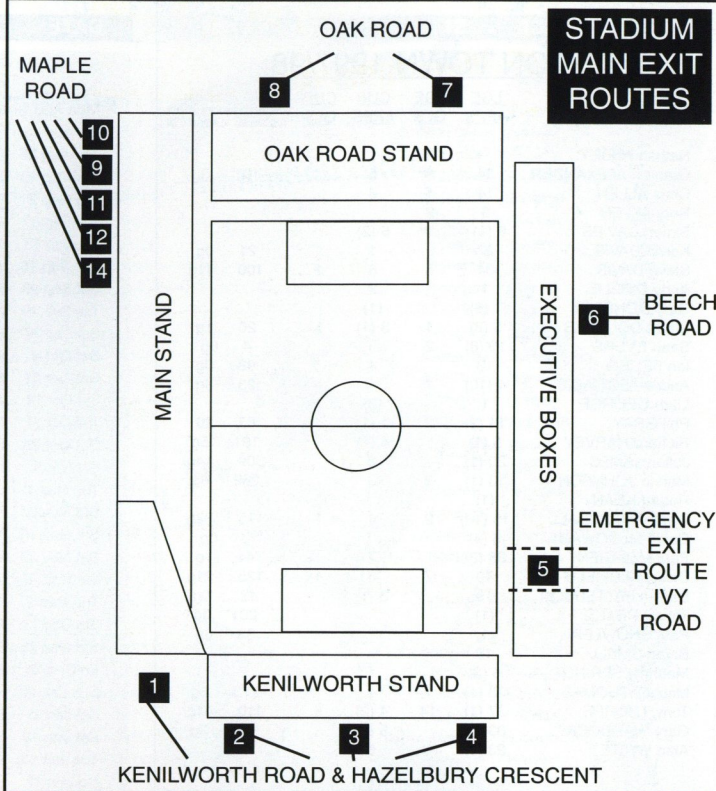 OAK ROAD
STADIUM
MAIN EXIT
ROUTES
MAPLE
ROAD
8
7
10
9
11
12
14
OAK ROAD STAND
MAIN STAND
EXECUTIVE BOXES
6
BEECH
ROAD
EMERGENCY
EXIT
ROUTE
IVY
ROAD
5
1
KENILWORTH STAND
2
3
4
KENILWORTH ROAD & HAZELBURY CRESCENT